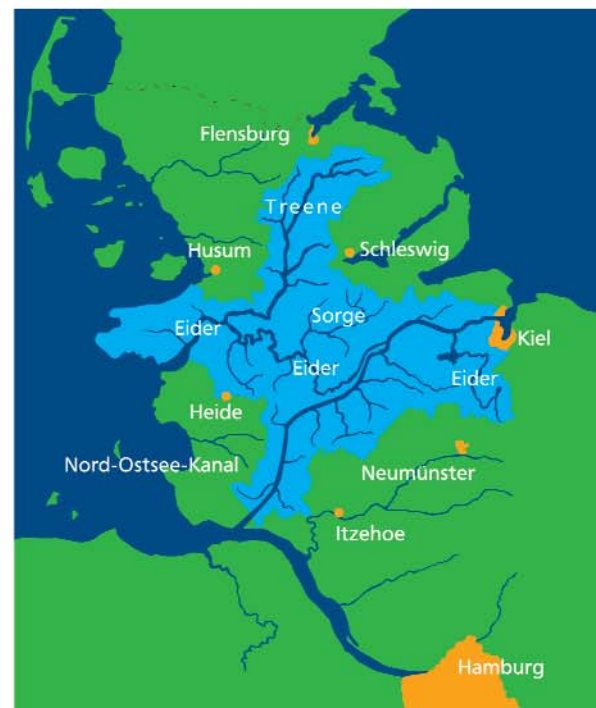 Flensburg
Treene
Husum
Schleswig
Eider
Sorge
Kiel
Eider
Eider
Heide
Nord-Ostsee-Kanal
Neumünster
Itzehoe
Hamburg